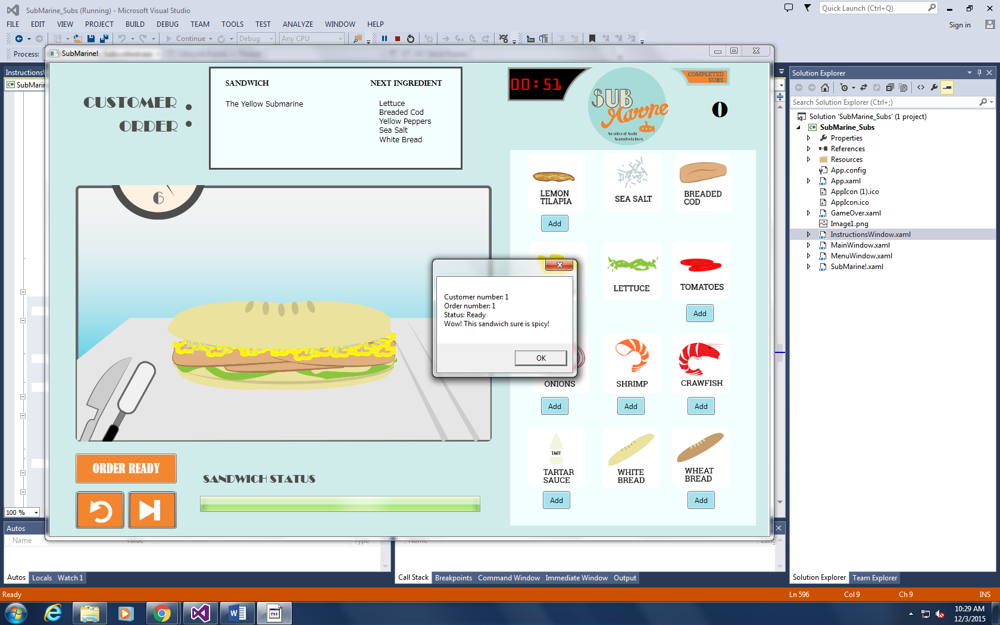 SubMarine_Subs (Running) - Microsoft Visual Studio
Quick Launch (Ctrl+Q)
FILE EDIT VIEW PROJECT BUILD DEBUG TEAM TOOLS TEST ANALYZE WINDOW HELP
Sign in
Continue Debug Any CPU
Process:
SubMarine!
Instructions
SubMarin
CUSTOMER
ORDER
SANDWICH
NEXT INGREDIENT
The Yellow Submarine
Lettuce
Breaded Cod
Yellow Peppers
Sea Salt
White Bread
00:51
SUB
Marine
Seafood Sub
Sandwiches
COMPLETED
SUBS
0
6
LEMON
TILAPIA
SEA SALT
BREADED
COD
Add
LETTUCE
TOMATOES
Add
Customer number: 1
Order number: 1
Status: Ready
Wow! This sandwich sure is spicy!
OK
ONIONS
SHRIMP
CRAWFISH
Add
Add
Add
TART
TARTAR
SAUCE
WHITE
BREAD
WHEAT
BREAD
Add
Add
ORDER READY
SANDWICH STATUS
100 %
Autos
Name
Value
Type
Name
Autos Locals Watch 1
Call Stack Breakpoints Command Window Immediate Window Output
Solution Explorer
Search Solution Explorer (Ctrl+;)
Solution 'SubMarine_Subs' (1 project)
SubMarine_Subs
Properties
References
Resources
App.config
App.xaml
AppIcon (1).ico
AppIcon.ico
GameOver.xaml
Image1.png
InstructionsWindow.xaml
MainWindow.xaml
MenuWindow.xaml
SubMarine!.xaml
Solution Explorer Team Explorer
Ready
Ln 596 Col 9 Ch 9 INS
10:29 AM
12/3/2015